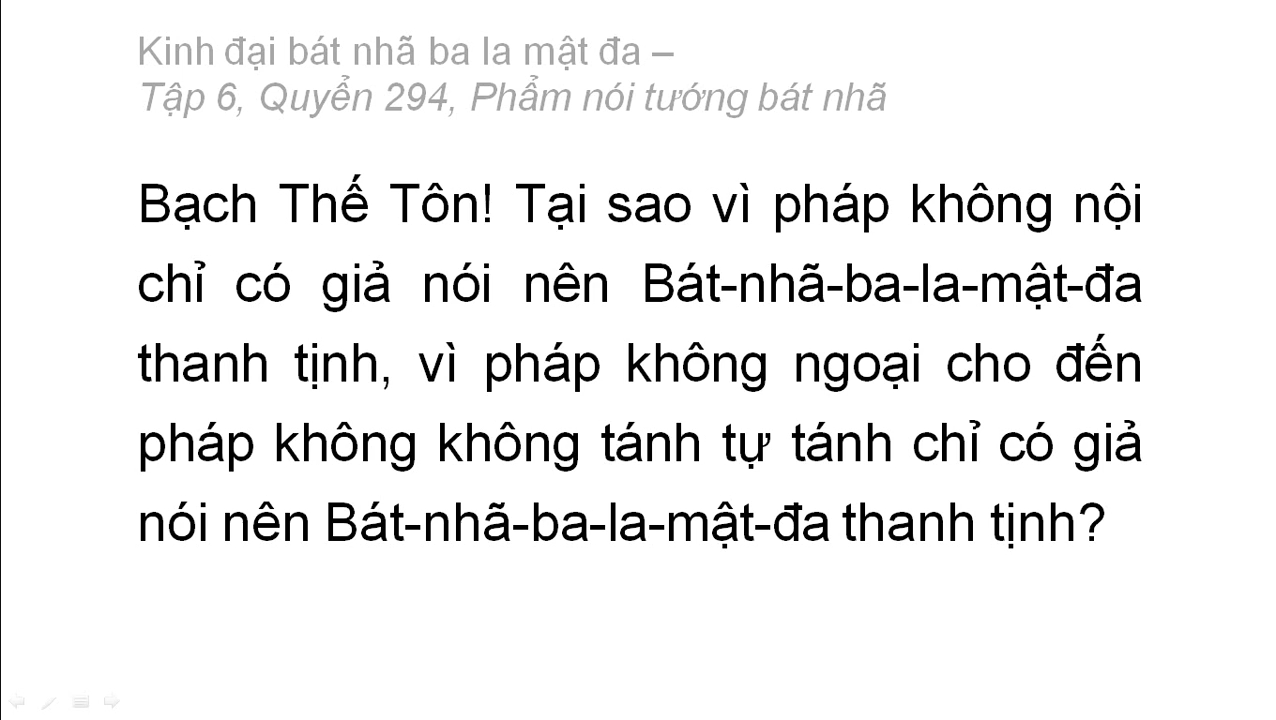 Kinh đại bát nhã ba la mật đa –
Tập 6, Quyển 294, Phẩm nói tướng bát nhã
Bạch Thế Tôn! Tại sao vì pháp không nội
chỉ có giả nói nên Bát-nhã-ba-la-mật-đa
thanh tịnh, vì pháp không ngoại cho đến
pháp không không tánh tự tánh chỉ có giả
nói nên Bát-nhã-ba-la-mật-đa thanh tịnh?